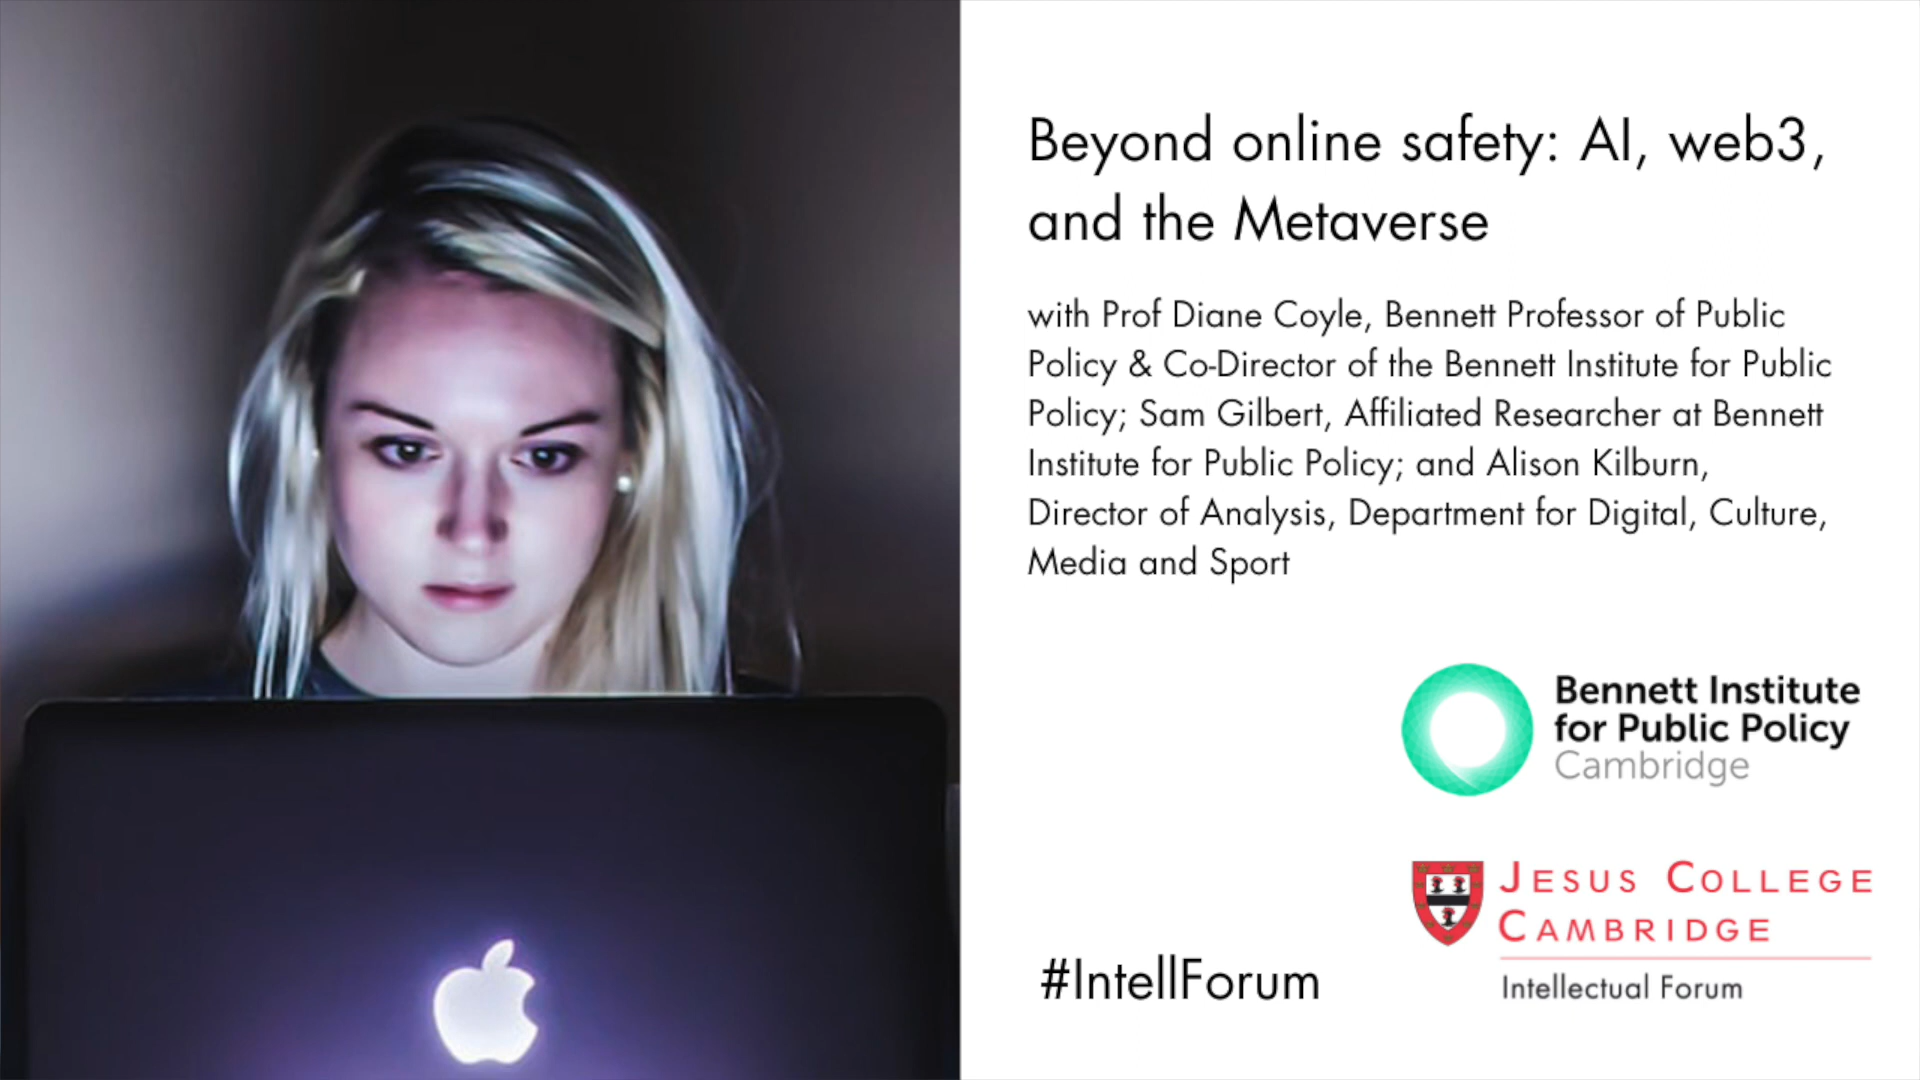 Beyond online safety: AI, web3,
and the Metaverse
with Prof Diane Coyle, Bennett Professor of Public
Policy & Co-Director of the Bennett Institute for Public
Policy; Sam Gilbert, Affiliated Researcher at Bennett
Institute for Public Policy; and Alison Kilburn,
Director of Analysis, Department for Digital, Culture,
Media and Sport
Bennett Institute
for Public Policy
Cambridge
JESUS COLLEGE
CAMBRIDGE
Intellectual Forum
#IntellForum